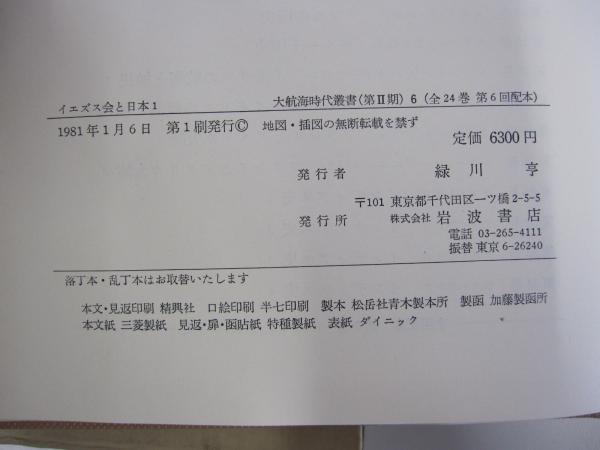 イエズス会と日本1　大航海時代叢書(第II期) 6 (全24巻 第6回配本)
1981年1月6日　第1刷発行©　地図・插図の無断転載を禁ず
定価 6300円
発行者　緑川 亨
〒101 東京都千代田区一ツ橋2-5-5
発行所　株式会社 岩波書店
電話 03-265-4111
振替 東京 6-26240
落丁本・乱丁本はお取替いたします
本文・見返印刷 精興社　口絵印刷 半七印刷　製本 松岳社青木製本所　製函 加藤製函所
本文紙 三菱製紙　見返・扉・函貼紙 特種製紙　表紙 ダイニック